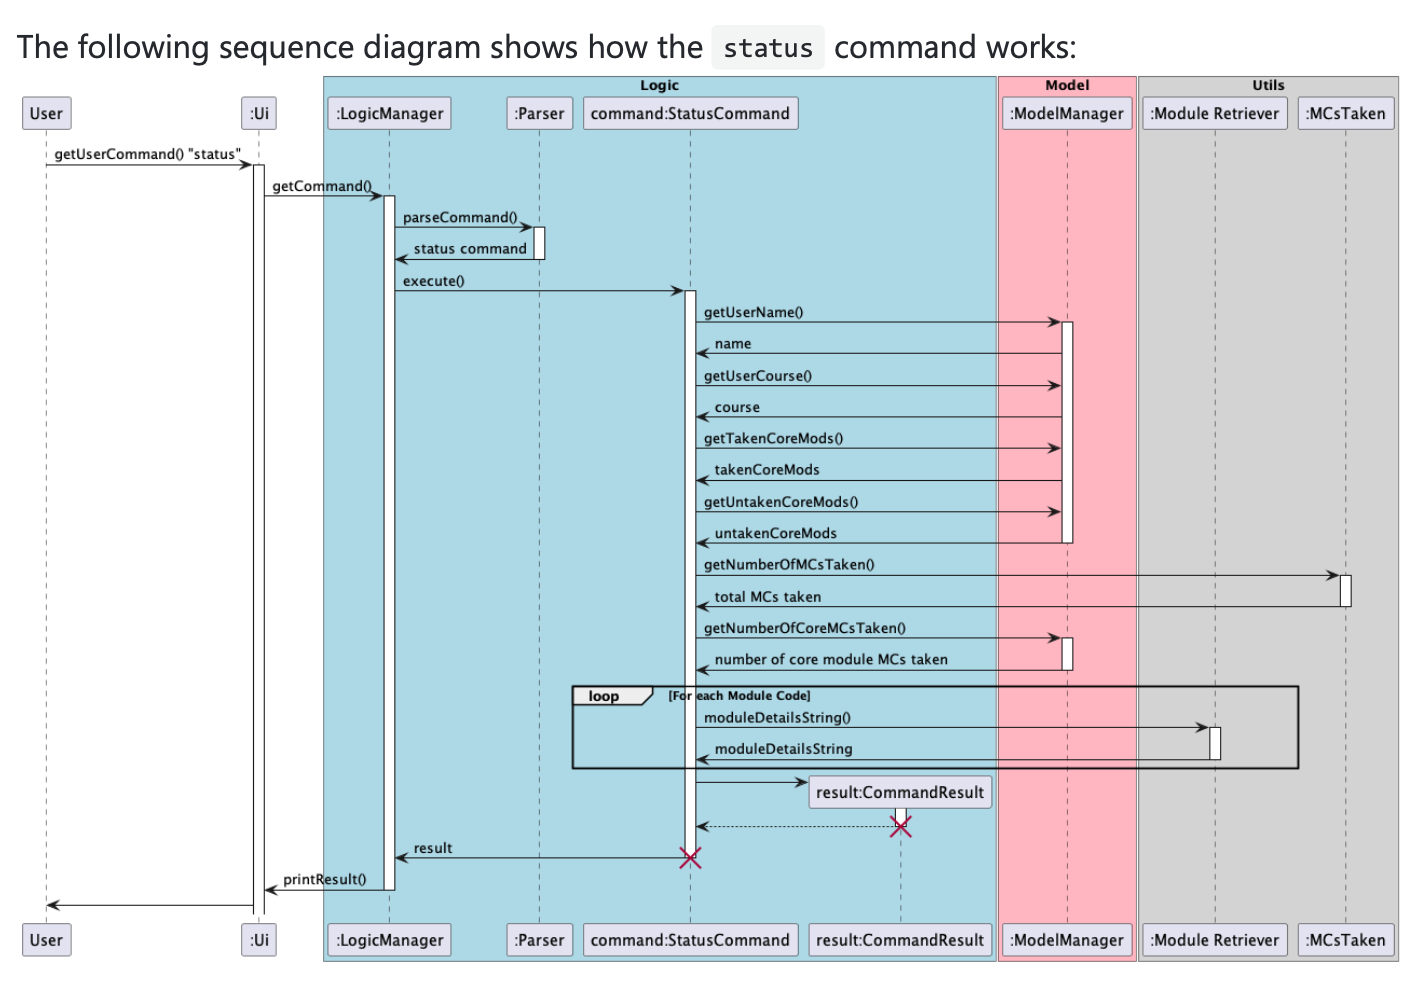 The following sequence diagram shows how the status command works:
Logic
Model
Utils
User
:Ui
:LogicManager
:Parser
command:StatusCommand
:ModelManager
:Module Retriever
:MCsTaken
getUserCommand() "status"
getCommand()
parseCommand()
status command
execute()
getUserName()
name
getUserCourse()
course
getTakenCoreMods()
takenCoreMods
getUntakenCoreMods()
untakenCoreMods
getNumberOfMCsTaken()
total MCs taken
getNumberOfCoreMCsTaken()
number of core module MCs taken
loop
[For each Module Code]
moduleDetailsString()
moduleDetailsString
result:CommandResult
result
printResult()
User
:Ui
:LogicManager
:Parser
command:StatusCommand
result:CommandResult
:ModelManager
:Module Retriever
:MCsTaken